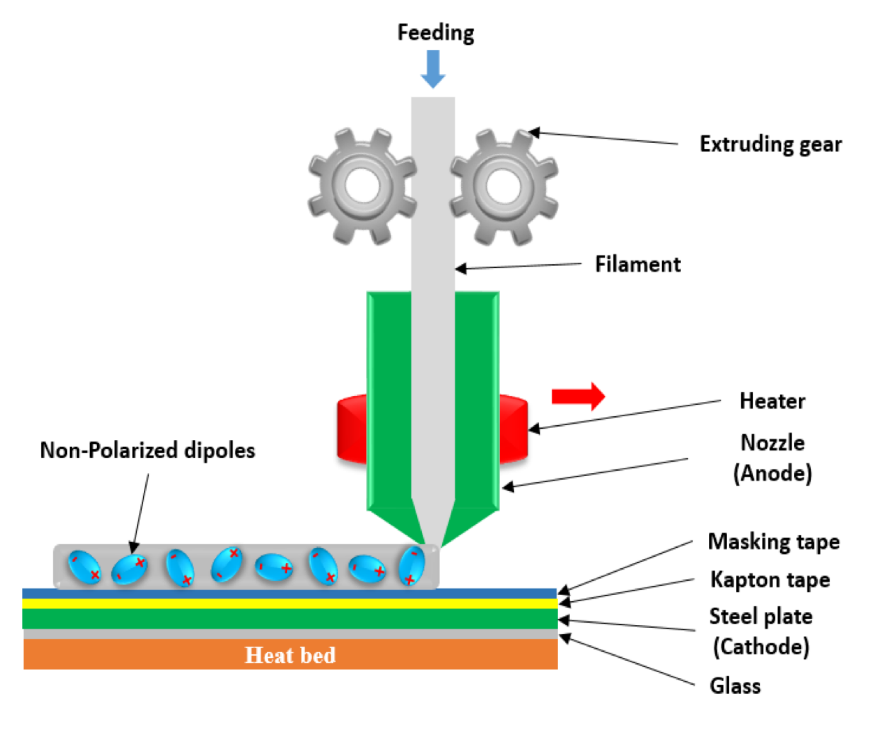 Feeding
Extruding gear
Filament
Heater
Nozzle
(Anode)
Non-Polarized dipoles
Masking tape
Kapton tape
Steel plate
(Cathode)
Heat bed
Glass